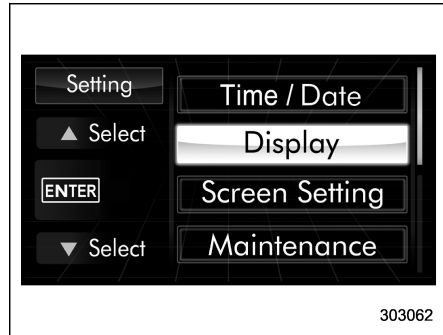 Setting
▲ Select
ENTER
▼ Select
Time / Date
Display
Screen Setting
Maintenance
303062